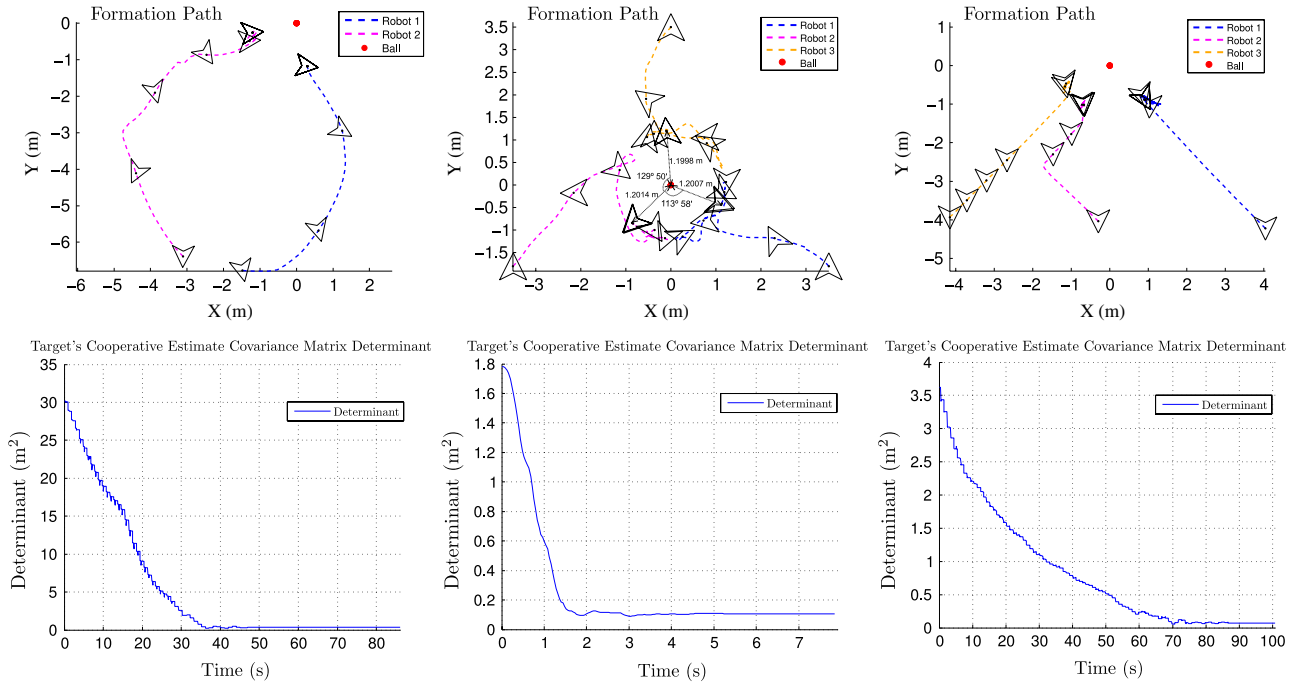 Formation Path
Robot 1
Robot 2
Ball
0
−1
−2
−3
−4
−5
−6
Y (m)
−6 −5 −4 −3 −2 −1 0 1 2
X (m)
Formation Path
Robot 1
Robot 2
Robot 3
Ball
3.5
3
2.5
2
1.5
1
0.5
0
−0.5
−1
−1.5
Y (m)
1.1998 m
129º 50'
1.2007 m
1.2014 m
113º 58'
−3 −2 −1 0 1 2 3
X (m)
Formation Path
Robot 1
Robot 2
Robot 3
Ball
1
0
−1
−2
−3
−4
−5
Y (m)
−4 −3 −2 −1 0 1 2 3 4
X (m)
Target's Cooperative Estimate Covariance Matrix Determinant
Determinant
35
30
25
20
15
10
5
0
Determinant (m²)
0 10 20 30 40 50 60 70 80
Time (s)
Target's Cooperative Estimate Covariance Matrix Determinant
Determinant
1.8
1.6
1.4
1.2
1
0.8
0.6
0.4
0.2
0
Determinant (m²)
0 1 2 3 4 5 6 7
Time (s)
Target's Cooperative Estimate Covariance Matrix Determinant
Determinant
4
3.5
3
2.5
2
1.5
1
0.5
0
Determinant (m²)
0 10 20 30 40 50 60 70 80 90 100
Time (s)